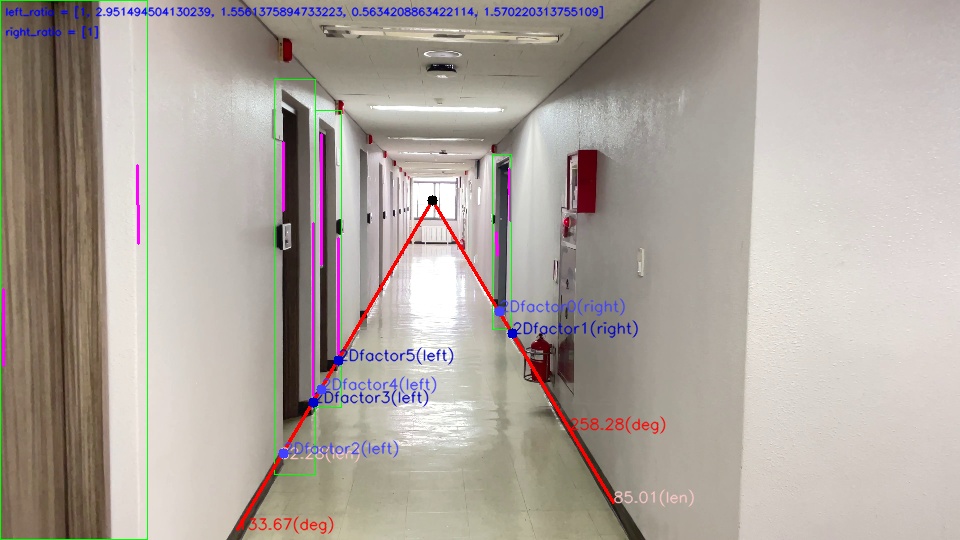 left_ratio = [1, 2.951494504130239, 1.5561375894733223, 0.5634208863422114, 1.570220313755109]
right_ratio = [1]
2Dfactor0(right)
2Dfactor1(right)
2Dfactor5(left)
2Dfactor4(left)
2Dfactor3(left)
258.28(deg)
2Dfactor2(left)
85.01(len)
33.67(deg)